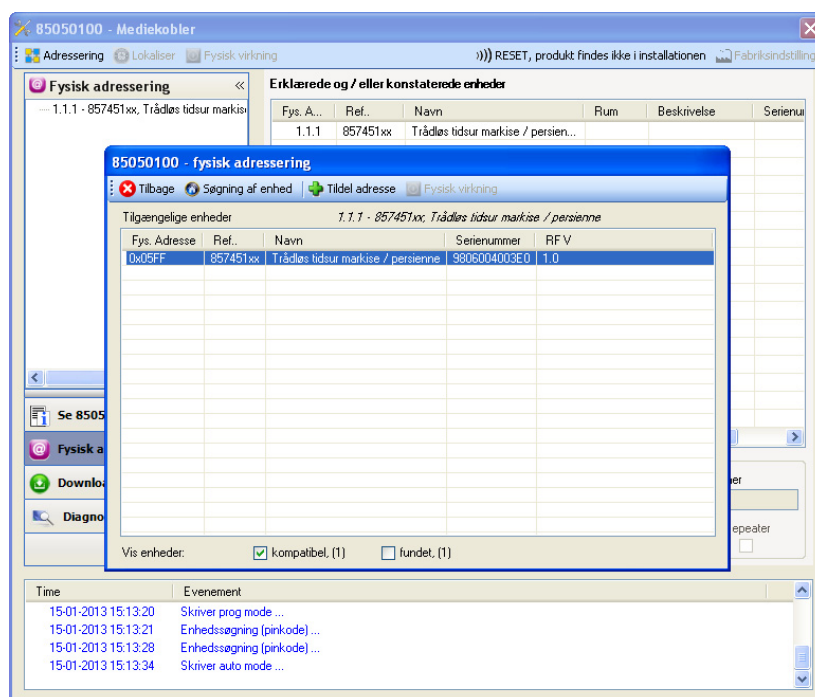 85050100 - Mediekobler
Adressering Lokaliser Fysisk virkning ))) RESET, produkt findes ikke i installationen Fabriksindstilling
Fysisk adressering «
1.1.1 - 857451xx, Trådløs tidsur markis
Erklærede og / eller konstaterede enheder
Fys. A... Ref.. Navn Rum Beskrivelse Serienu
1.1.1 857451xx Trådløs tidsur markise / persien...
85050100 - fysisk adressering
Tilbage Søgning af enhed Tildel adresse Fysisk virkning
Tilgængelige enheder 1.1.1 - 857451xx, Trådløs tidsur markise / persienne
Fys. Adresse Ref.. Navn Serienummer RF V
0x05FF 857451xx Trådløs tidsur markise / persienne 9806004003E0 1.0
Vis enheder: kompatibel, (1) fundet, (1)
Se 8505
Fysisk a
Downloa
Diagno
er
epeater
Time Evenement
15-01-2013 15:13:20 Skriver prog mode ...
15-01-2013 15:13:21 Enhedssøgning (pinkode) ...
15-01-2013 15:13:28 Enhedssøgning (pinkode) ...
15-01-2013 15:13:34 Skriver auto mode ...